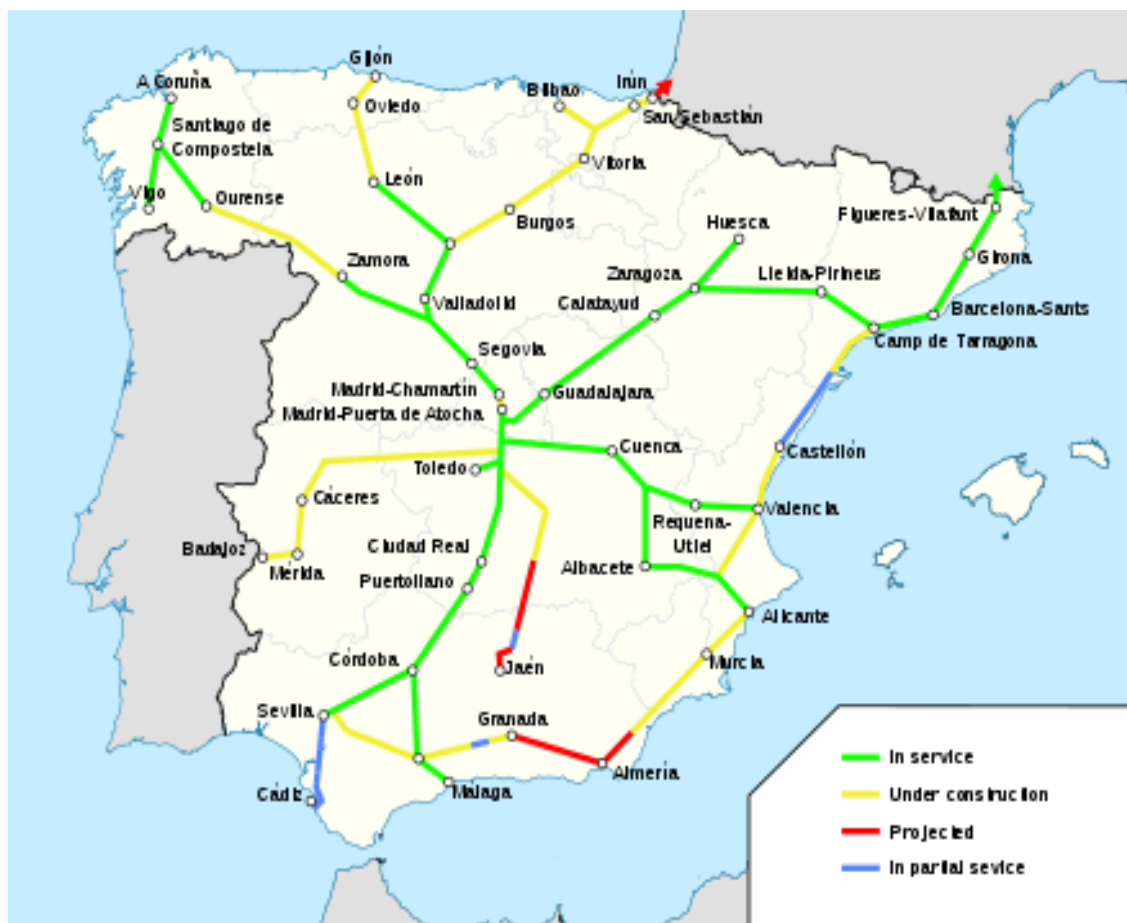 Gijón
A Coruña
Oviedo
Bilbao
Irún
San Sebastián
Santiago de
Compostela
Vitoria
León
Vigo
Ourense
Burgos
Huesca
Figueres-Vilafant
Girona
Zamora
Zaragoza
Lleida-Pirineus
Valladolid
Calatayud
Barcelona-Sants
Camp de Tarragona
Segovia
Madrid-Chamartín
Guadalajara
Madrid-Puerta de Atocha
Cuenca
Castellón
Toledo
Cáceres
Valencia
Requena-
Utiel
Ciudad Real
Badajoz
Mérida
Albacete
Puertollano
Alicante
Córdoba
Jaén
Murcia
Sevilla
Granada
Almería
Cádiz
Málaga
In service
Under construction
Projected
In partial sevice